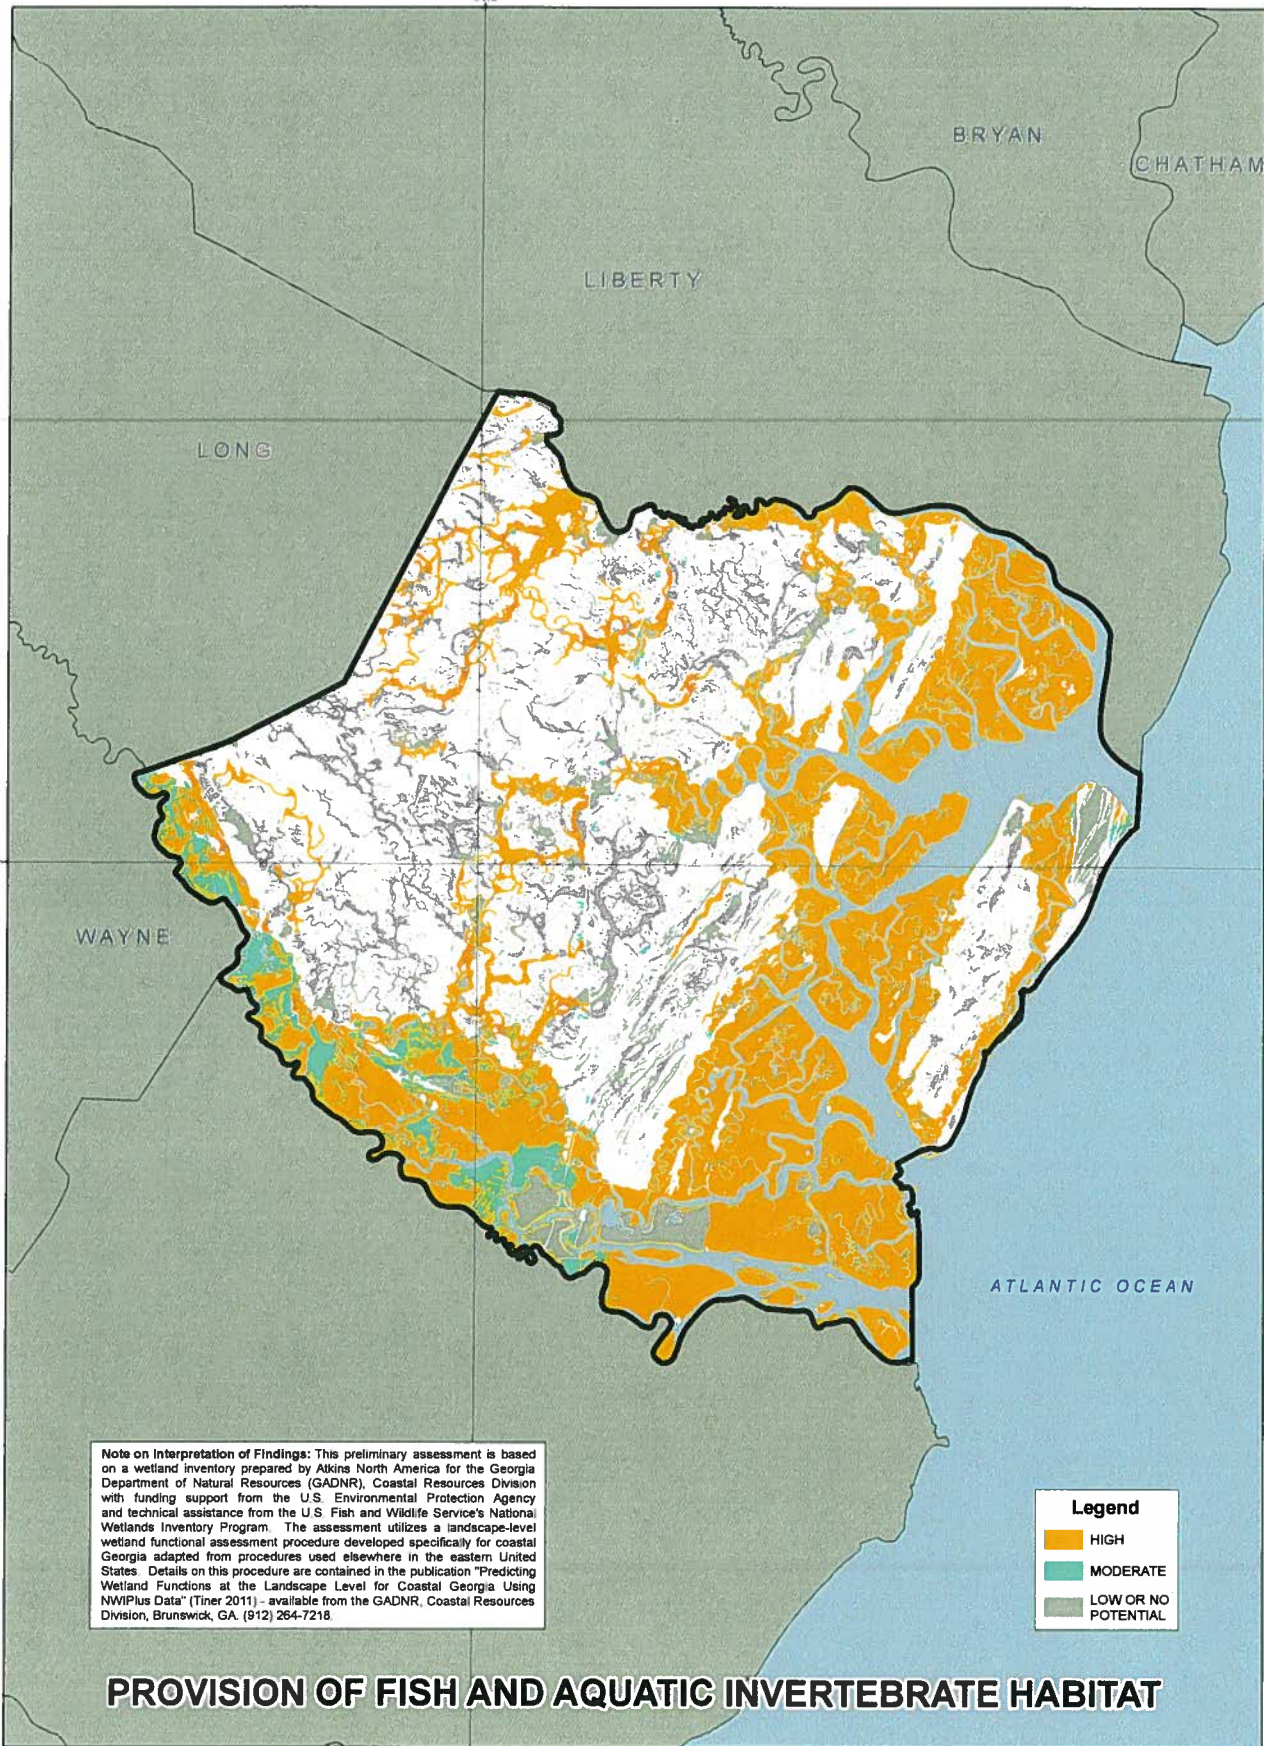 BRYAN
CHATHAM
LIBERTY
LONG
WAYNE
ATLANTIC OCEAN
Note on Interpretation of Findings: This preliminary assessment is based
on a wetland inventory prepared by Atkins North America for the Georgia
Department of Natural Resources (GADNR), Coastal Resources Division
with funding support from the U.S. Environmental Protection Agency
and technical assistance from the U.S. Fish and Wildlife Service's National
Wetlands Inventory Program. The assessment utilizes a landscape-level
wetland functional assessment procedure developed specifically for coastal
Georgia adapted from procedures used elsewhere in the eastern United
States. Details on this procedure are contained in the publication "Predicting
Wetland Functions at the Landscape Level for Coastal Georgia Using
NWIPlus Data" (Tiner 2011) - available from the GADNR, Coastal Resources
Division, Brunswick, GA. (912) 264-7218.
Legend
HIGH
MODERATE
LOW OR NO
POTENTIAL
PROVISION OF FISH AND AQUATIC INVERTEBRATE HABITAT